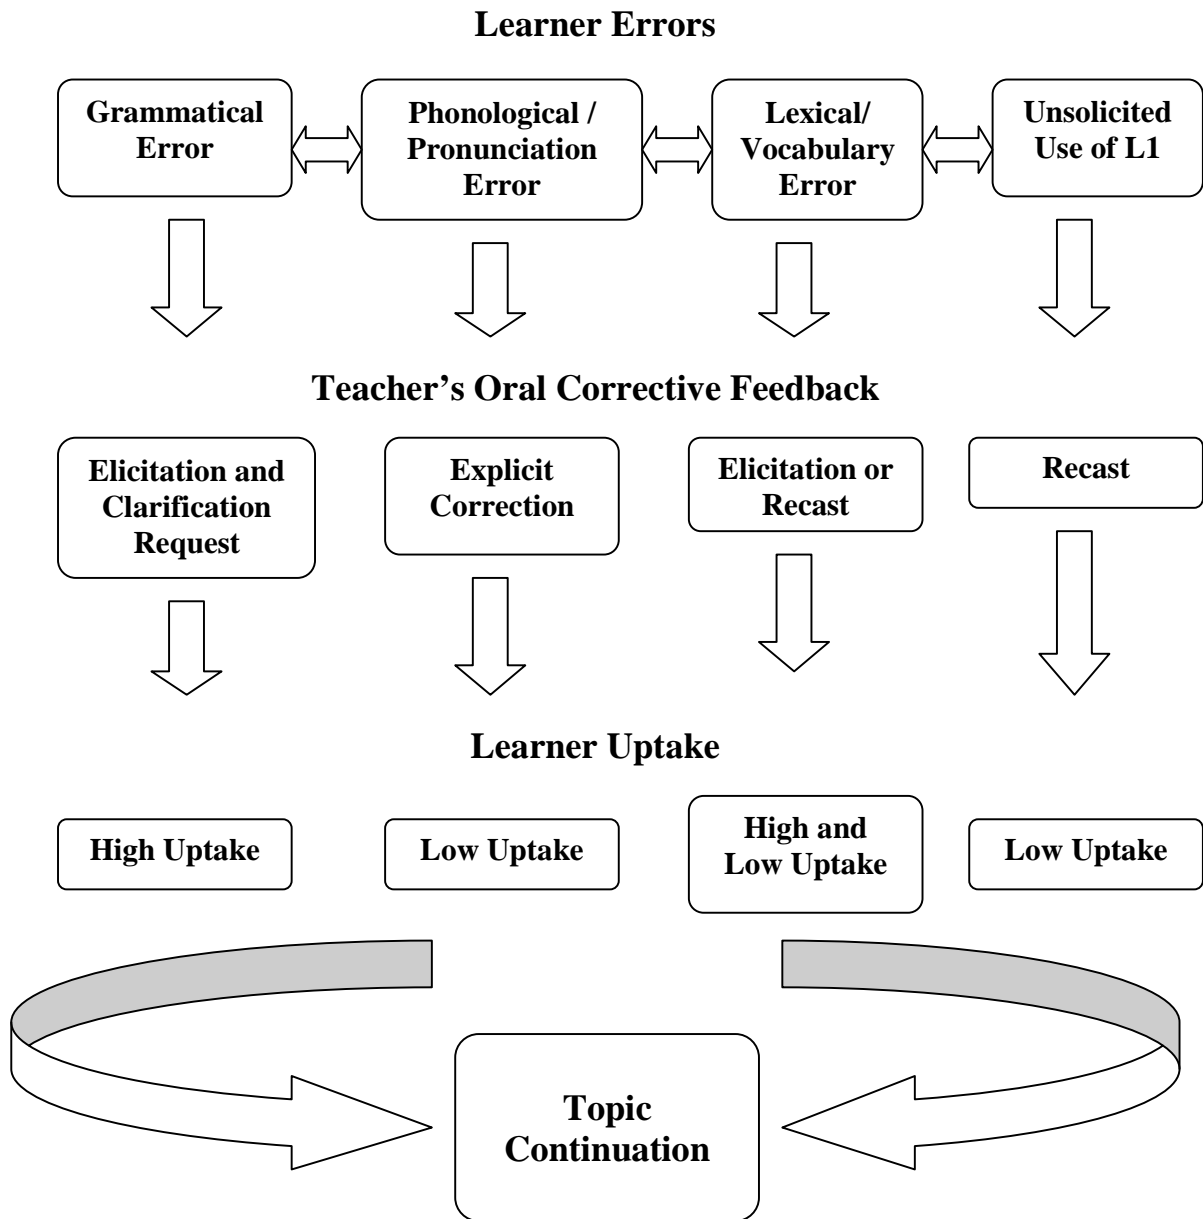 Learner Errors
Grammatical
Error
Phonological /
Pronunciation
Error
Lexical/
Vocabulary
Error
Unsolicited
Use of L1
Teacher’s Oral Corrective Feedback
Elicitation and
Clarification
Request
Explicit
Correction
Elicitation or
Recast
Recast
Learner Uptake
High Uptake
Low Uptake
High and
Low Uptake
Low Uptake
Topic
Continuation